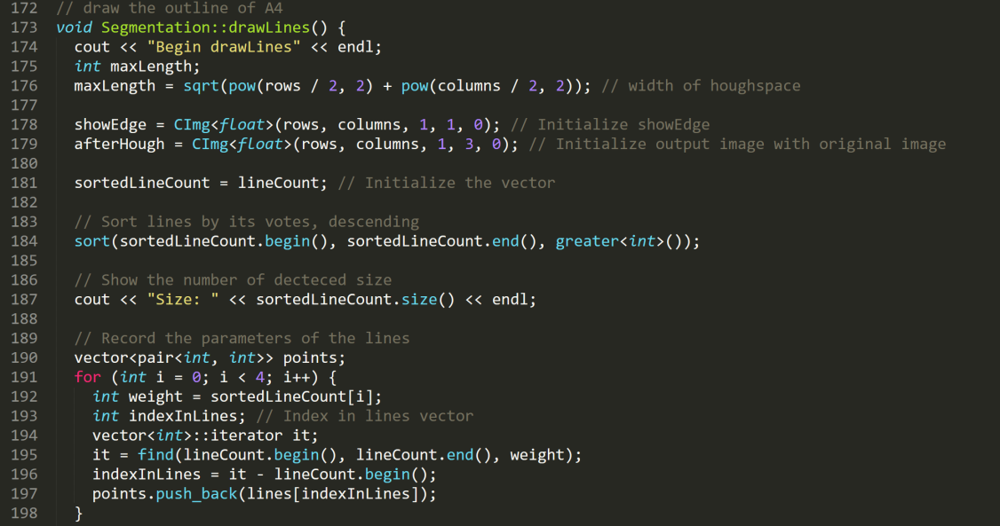 172 // draw the outline of A4
173 void Segmentation::drawLines() {
174   cout << "Begin drawLines" << endl;
175   int maxLength;
176   maxLength = sqrt(pow(rows / 2, 2) + pow(columns / 2, 2)); // width of houghspace
177
178   showEdge = CImg<float>(rows, columns, 1, 1, 0); // Initialize showEdge
179   afterHough = CImg<float>(rows, columns, 1, 3, 0); // Initialize output image with original image
180
181   sortedLineCount = lineCount; // Initialize the vector
182
183   // Sort lines by its votes, descending
184   sort(sortedLineCount.begin(), sortedLineCount.end(), greater<int>());
185
186   // Show the number of decteced size
187   cout << "Size: " << sortedLineCount.size() << endl;
188
189   // Record the parameters of the lines
190   vector<pair<int, int>> points;
191   for (int i = 0; i < 4; i++) {
192     int weight = sortedLineCount[i];
193     int indexInLines; // Index in lines vector
194     vector<int>::iterator it;
195     it = find(lineCount.begin(), lineCount.end(), weight);
196     indexInLines = it - lineCount.begin();
197     points.push_back(lines[indexInLines]);
198   }